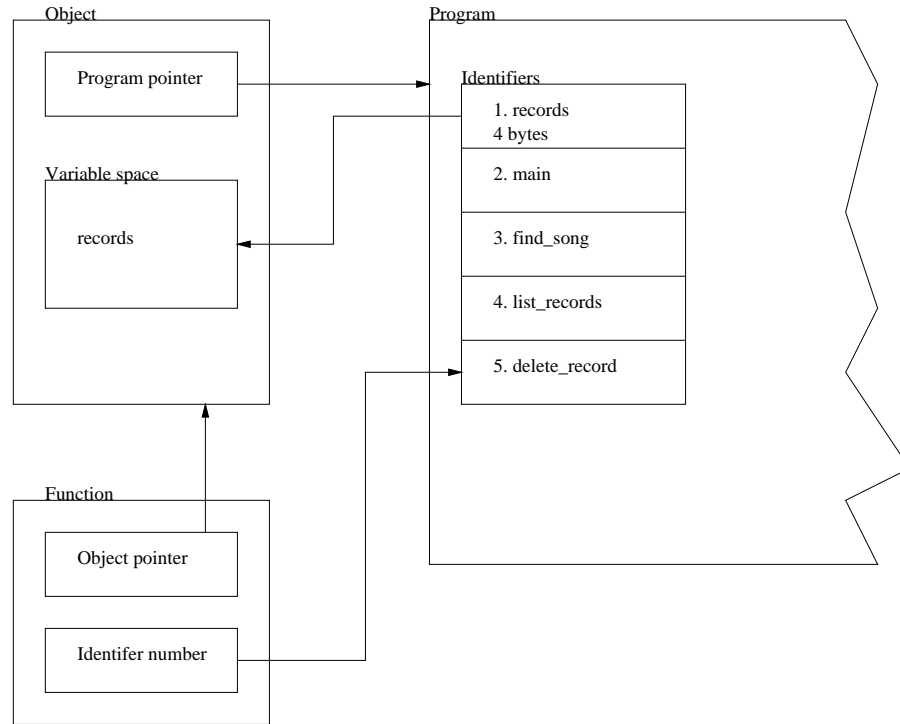 Object
Program pointer
Variable space
records
Program
Identifiers
1. records
4 bytes
2. main
3. find_song
4. list_records
5. delete_record
Function
Object pointer
Identifer number